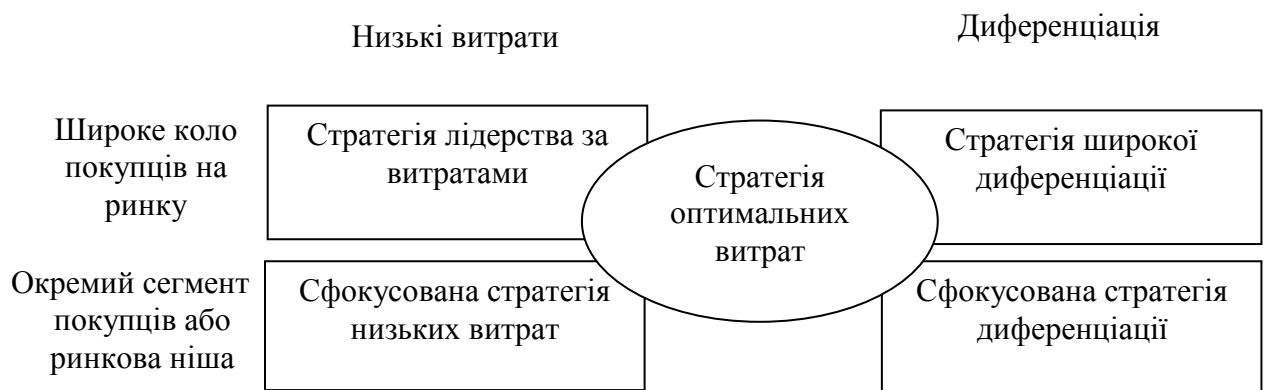 Низькі витрати
Диференціація
Широке коло
покупців на
ринку
Стратегія лідерства за
витратами
Стратегія
оптимальних
витрат
Стратегія широкої
диференціації
Окремий сегмент
покупців або
ринкова ніша
Сфокусована стратегія
низьких витрат
Сфокусована стратегія
диференціації